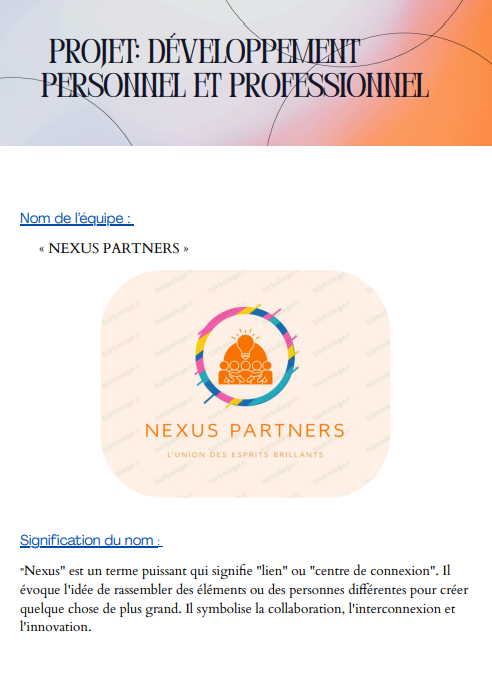 PROJET: DÉVELOPPEMENT
PERSONNEL ET PROFESSIONNEL
Nom de l'équipe :
« NEXUS PARTNERS »
NEXUS PARTNERS
L'UNION DES ESPRITS BRILLANTS
Signification du nom :
"Nexus" est un terme puissant qui signifie "lien" ou "centre de connexion". Il
évoque l'idée de rassembler des éléments ou des personnes différentes pour créer
quelque chose de plus grand. Il symbolise la collaboration, l'interconnexion et
l'innovation.